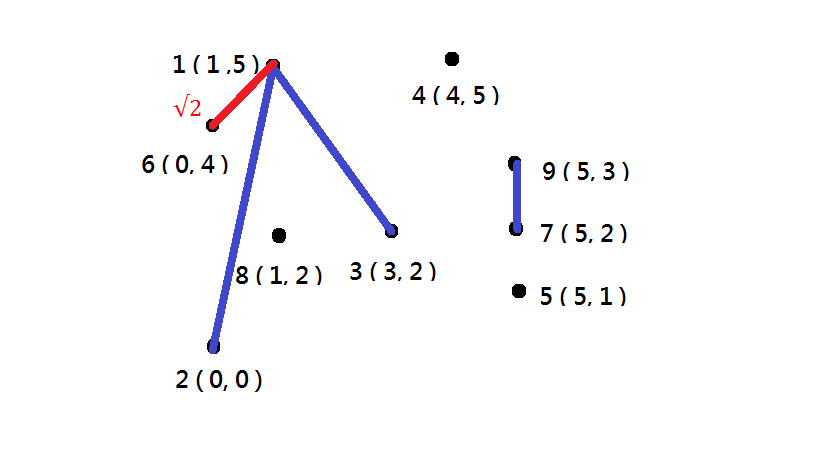 1 ( 1 ,5 )
4 ( 4, 5 )
√2
6 ( 0, 4 )
9 ( 5, 3 )
7 ( 5, 2 )
8 ( 1, 2 )
3 ( 3, 2 )
5 ( 5, 1 )
2 ( 0, 0 )